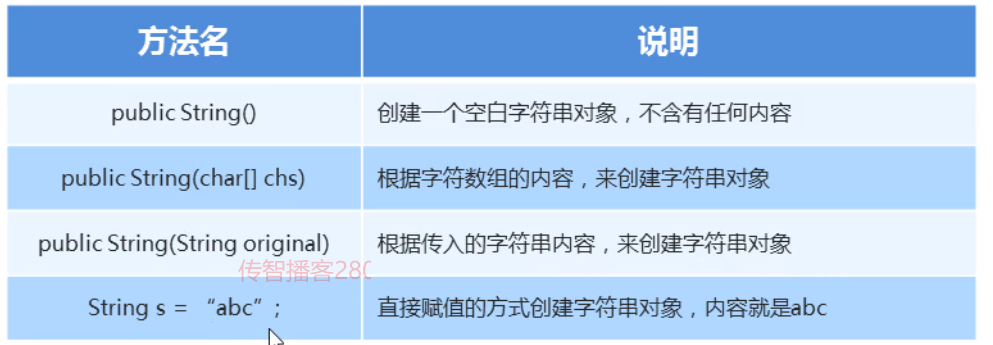 方法名 说明
public String() 创建一个空白字符串对象，不含有任何内容
public String(char[] chs) 根据字符数组的内容，来创建字符串对象
public String(String original) 根据传入的字符串内容，来创建字符串对象
传智播客280
String s = “abc”; 直接赋值的方式创建字符串对象，内容就是abc